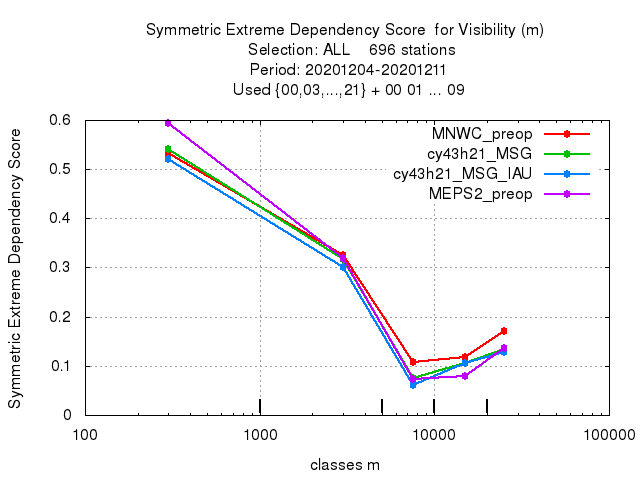 Symmetric Extreme Dependency Score  for Visibility (m)
Selection: ALL    696 stations
Period: 20201204-20201211
Used {00,03,...,21} + 00 01 ... 09
Symmetric Extreme Dependency Score
0.6
0.5
0.4
0.3
0.2
0.1
0
MNWC_preop
cy43h21_MSG
cy43h21_MSG_IAU
MEPS2_preop
100 1000 10000 100000
classes m